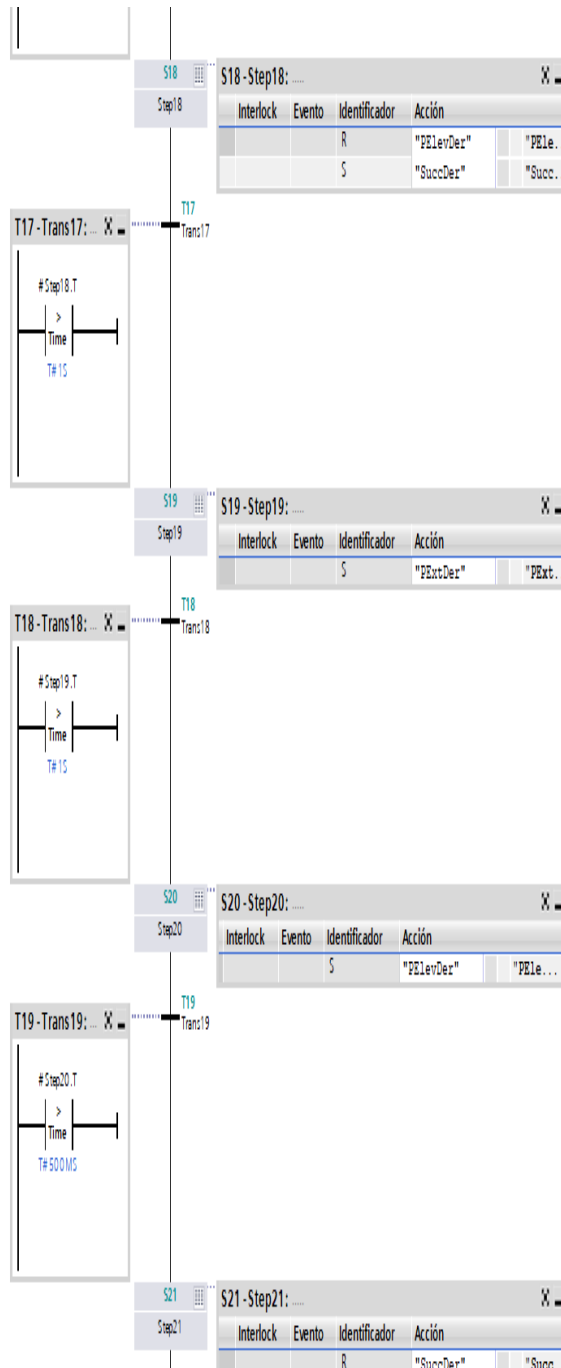 S18
S18 -Step18: .....
Step18
Interlock Evento Identificador Acción
R "PElevDer" "PEle..
S "SuccDer" "Succ..
T17
T17 -Trans17: ...
Trans17
#Step18.T
>
Time
T#1S
S19
S19 -Step19: .....
Step19
Interlock Evento Identificador Acción
S "PExtDer" "PExt..
T18
T18 -Trans18: ...
Trans18
#Step19.T
>
Time
T#1S
S20
S20 -Step20: .....
Step20
Interlock Evento Identificador Acción
S "PElevDer" "PEle...
T19
T19 -Trans19: ...
Trans19
#Step20.T
>
Time
T#500MS
S21
S21 -Step21: .....
Step21
Interlock Evento Identificador Acción
R "SuccDer" "Succ